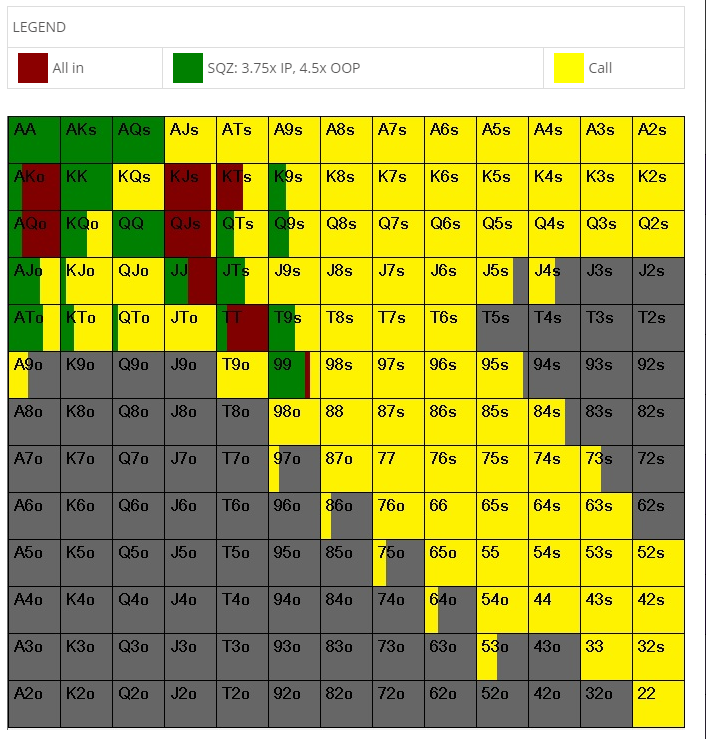 LEGEND
All in SQZ: 3.75x IP, 4.5x OOP Call
AA AKs AQs AJs ATs A9s A8s A7s A6s A5s A4s A3s A2s
AKo KK KQs KJs KTs K9s K8s K7s K6s K5s K4s K3s K2s
AQo KQo QQ QJs QTs Q9s Q8s Q7s Q6s Q5s Q4s Q3s Q2s
AJo KJo QJo JJ JTs J9s J8s J7s J6s J5s J4s J3s J2s
ATo KTo QTo JTo TT T9s T8s T7s T6s T5s T4s T3s T2s
A9o K9o Q9o J9o T9o 99 98s 97s 96s 95s 94s 93s 92s
A8o K8o Q8o J8o T8o 98o 88 87s 86s 85s 84s 83s 82s
A7o K7o Q7o J7o T7o 97o 87o 77 76s 75s 74s 73s 72s
A6o K6o Q6o J6o T6o 96o 86o 76o 66 65s 64s 63s 62s
A5o K5o Q5o J5o T5o 95o 85o 75o 65o 55 54s 53s 52s
A4o K4o Q4o J4o T4o 94o 84o 74o 64o 54o 44 43s 42s
A3o K3o Q3o J3o T3o 93o 83o 73o 63o 53o 43o 33 32s
A2o K2o Q2o J2o T2o 92o 82o 72o 62o 52o 42o 32o 22